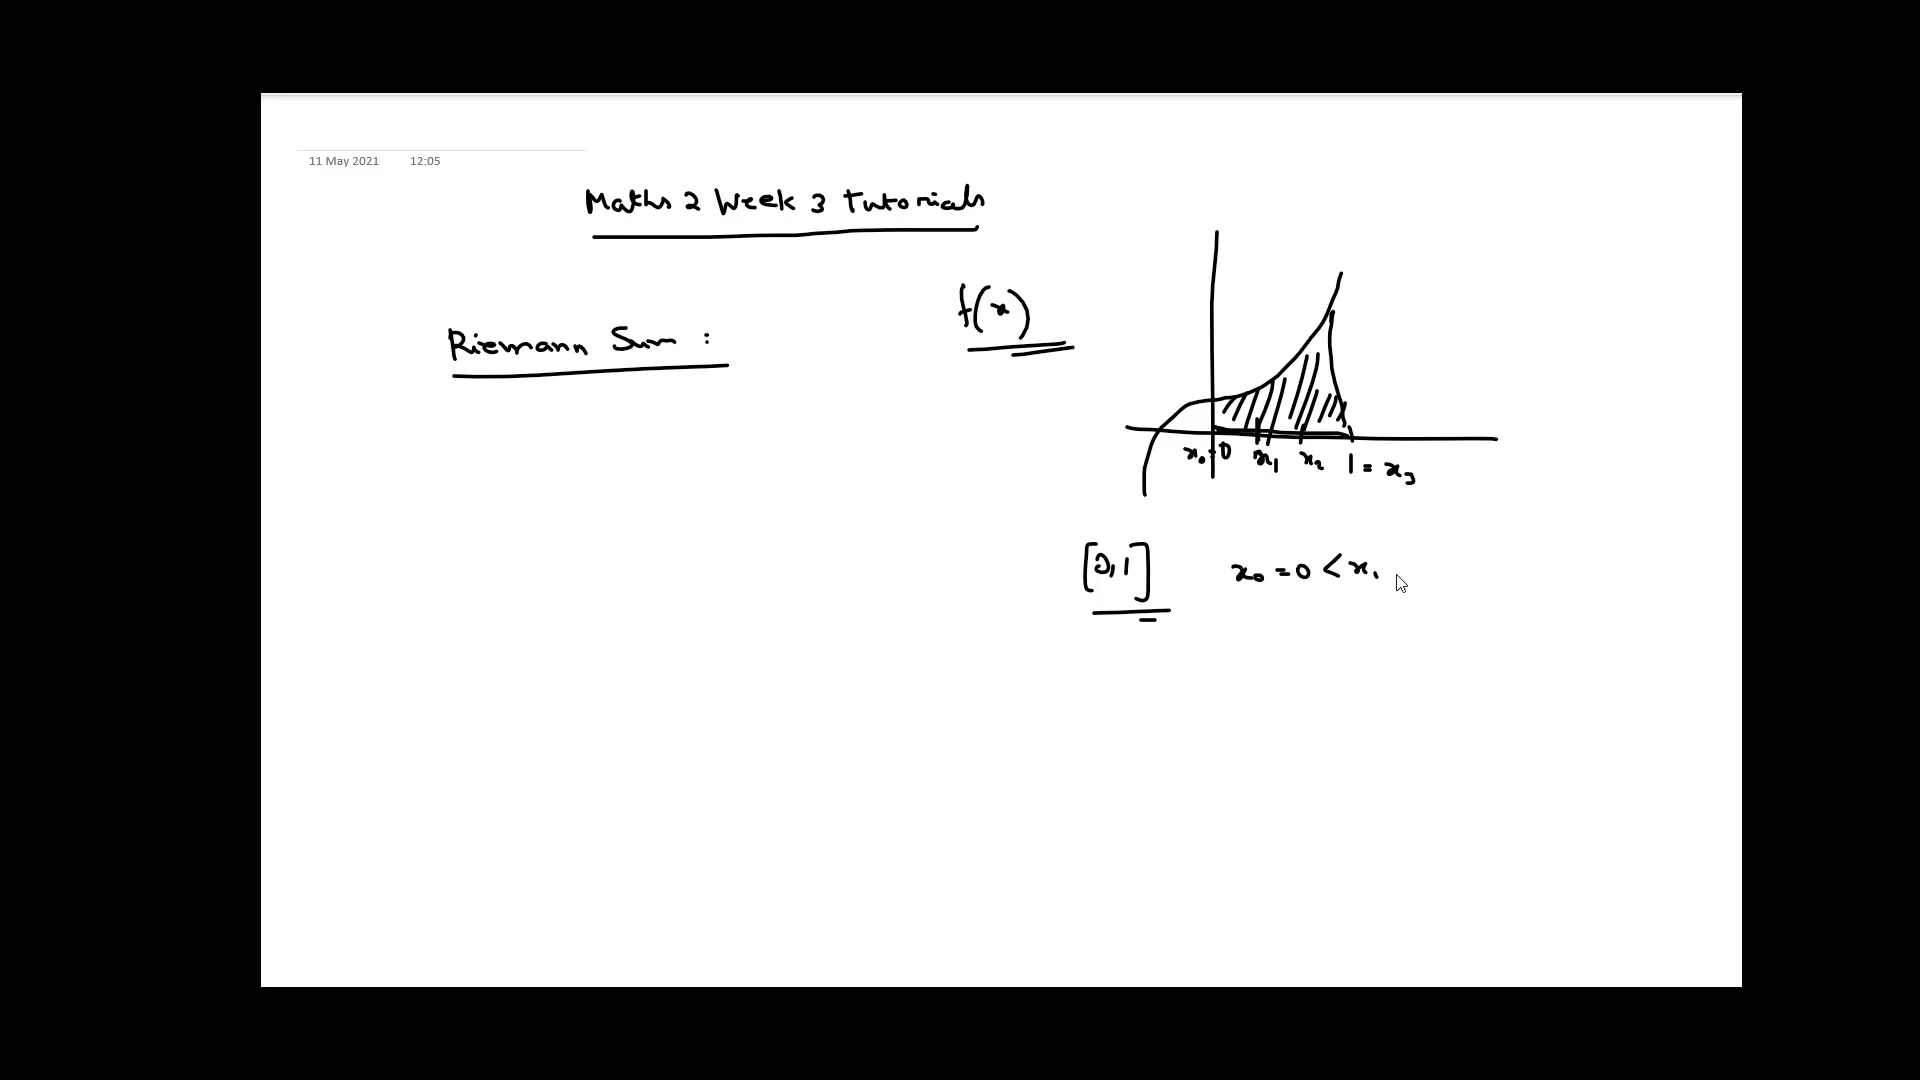 11 May 2021 12:05
Maths 2 Week 3 Tutorials
f(x)
Riemann Sum :
x₀ = 0 x₁ x₂ 1 = x₃
[0,1] x₀ = 0 < x₁